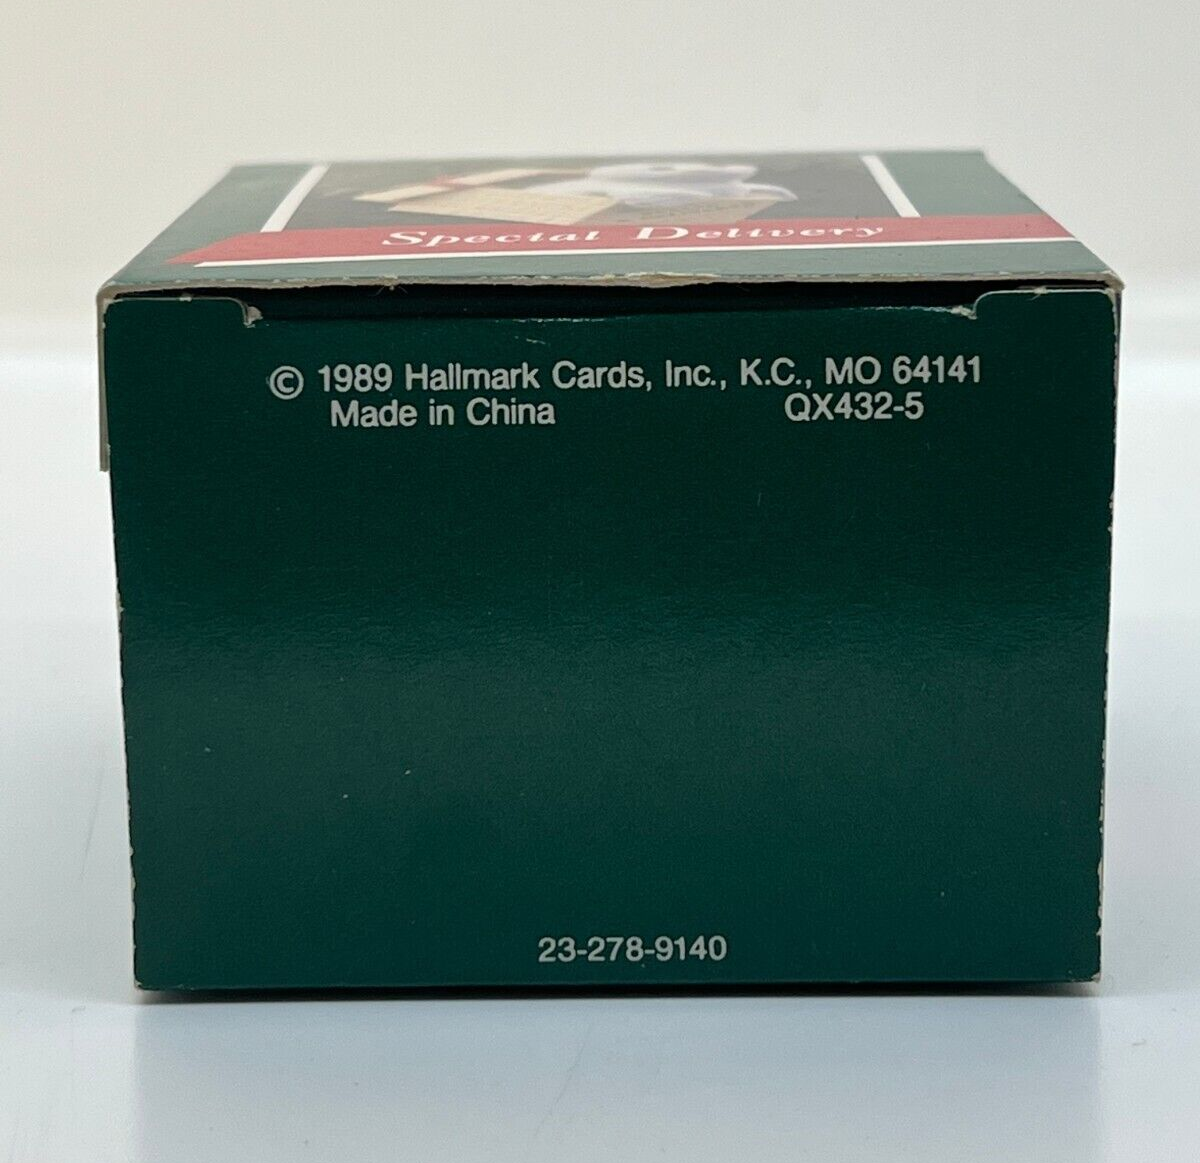 Special Delivery
© 1989 Hallmark Cards, Inc., K.C., MO 64141
Made in China QX432-5
23-278-9140